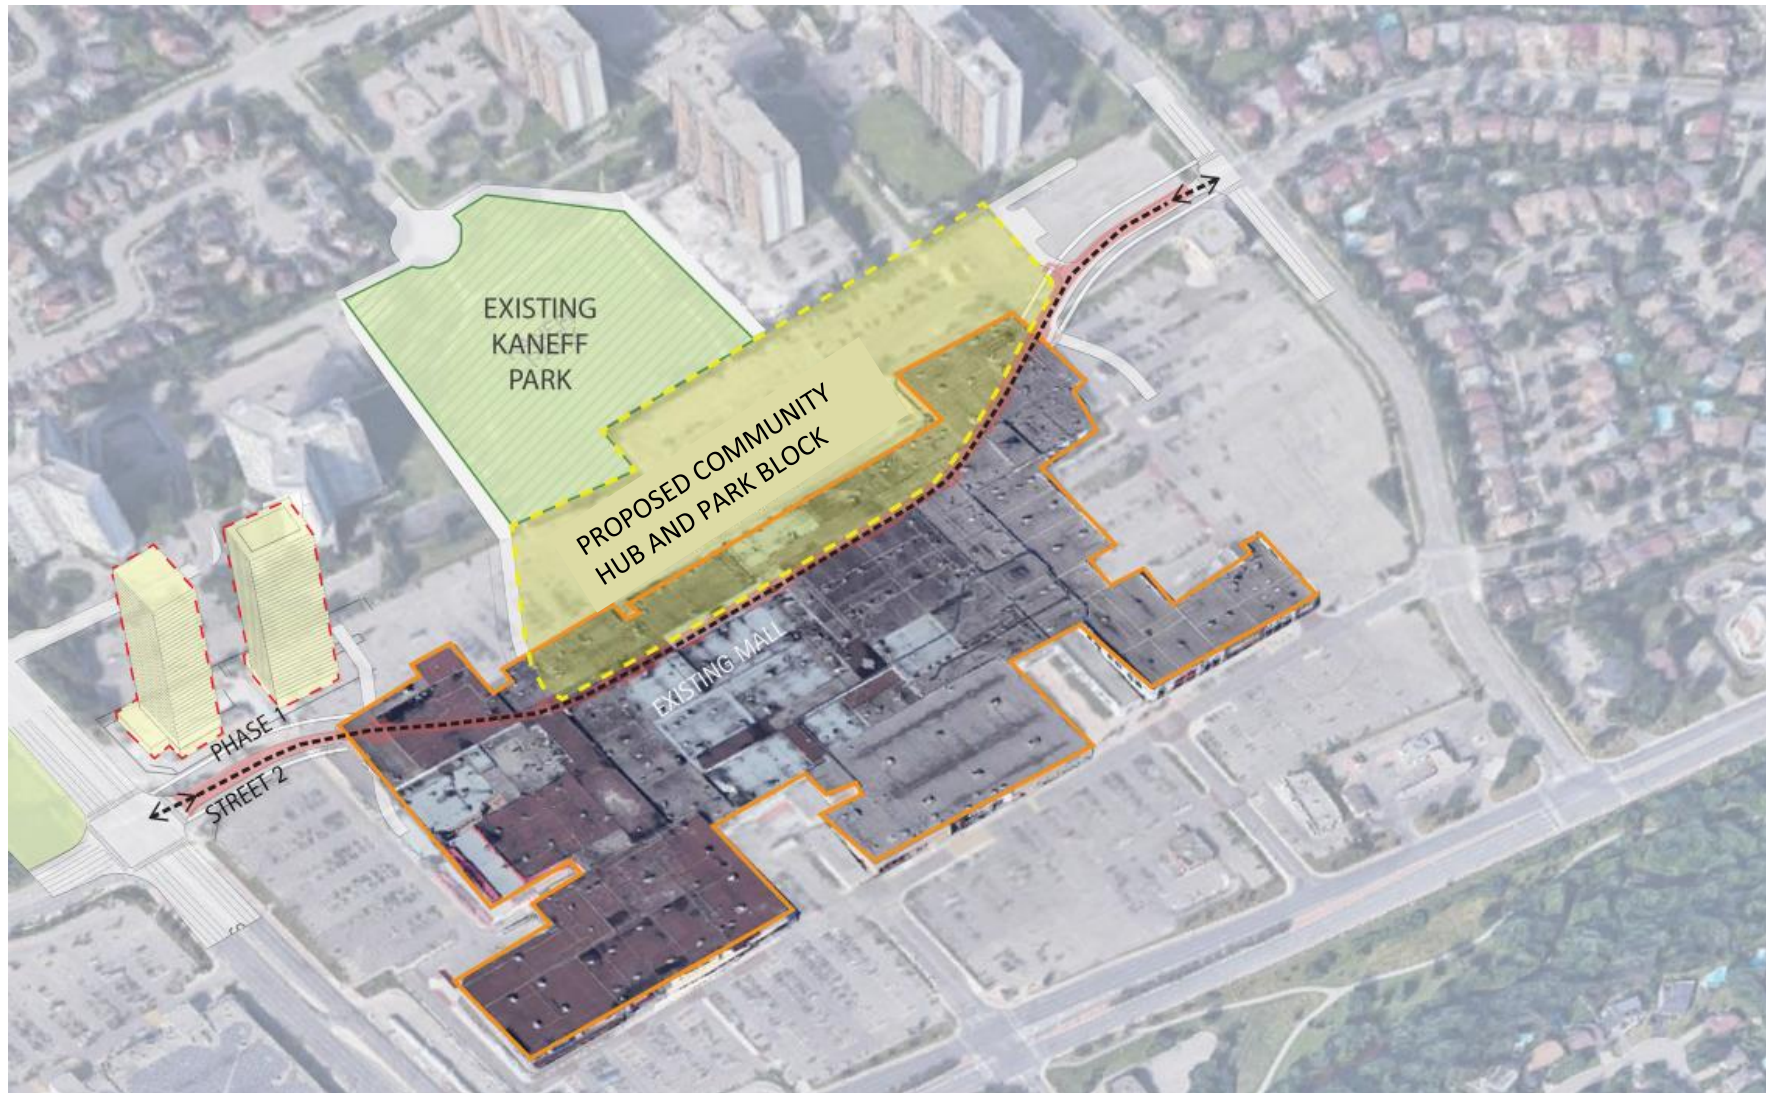 EXISTING
KANEFF
PARK
PROPOSED COMMUNITY
HUB AND PARK BLOCK
EXISTING MALL
PHASE 1
STREET 2